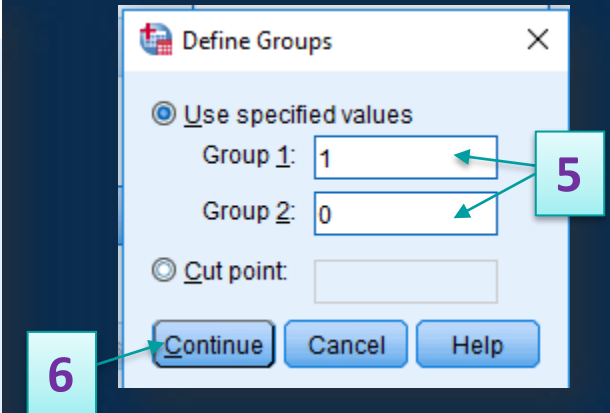 Define Groups
Use specified values
Group 1: 1
Group 2: 0
5
Cut point:
Continue Cancel Help
6